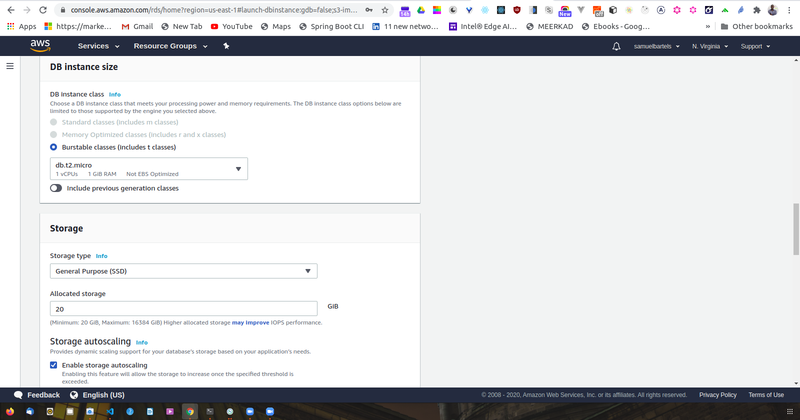 console.aws.amazon.com/rds/home?region=us-east-1#launch-dbinstance:gdb=false;s3-im...
Apps
https://marke...
Gmail
New Tab
YouTube
Maps
Spring Boot CLI
11 new networ...
Intel® Edge AI...
MEERKAD
Ebooks - Goog...
»
Other bookmarks
aws
Services
Resource Groups
samuelbartels
N. Virginia
Support
DB instance size
DB instance class Info
Choose a DB instance class that meets your processing power and memory requirements. The DB instance class options below are
limited to those supported by the engine you selected above.
Standard classes (includes m classes)
Memory Optimized classes (includes r and x classes)
Burstable classes (includes t classes)
db.t2.micro
1 vCPUs 1 GiB RAM Not EBS Optimized
Include previous generation classes
Storage
Storage type Info
General Purpose (SSD)
Allocated storage
20 GiB
(Minimum: 20 GiB, Maximum: 16384 GiB) Higher allocated storage may improve IOPS performance.
Storage autoscaling Info
Provides dynamic scaling support for your database's storage based on your application's needs.
Enable storage autoscaling
Enabling this feature will allow the storage to increase once the specified threshold is
exceeded.
Feedback English (US) © 2008 - 2020, Amazon Web Services, Inc. or its affiliates. All rights reserved. Privacy Policy Terms of Use